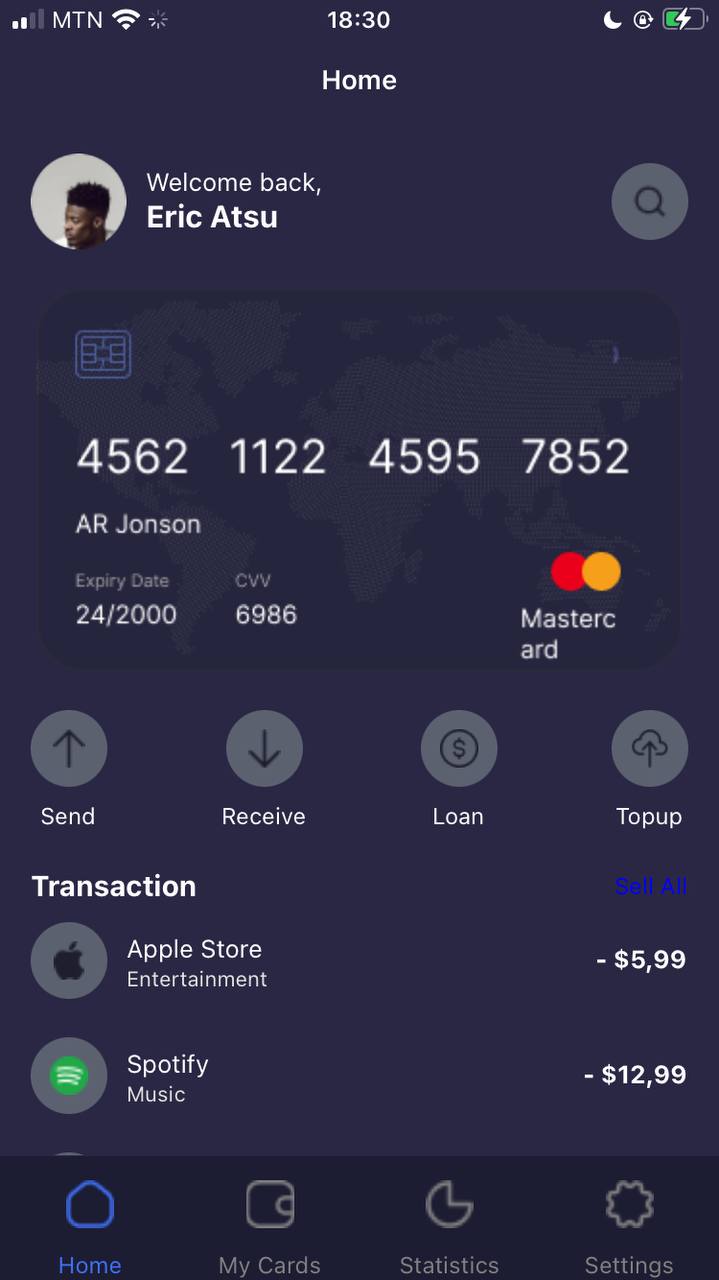 MTN 18:30
Home
Welcome back,
Eric Atsu
4562 1122 4595 7852
AR Jonson
Expiry Date CVV
24/2000 6986
Masterc
ard
Send Receive Loan Topup
Transaction Sell All
Apple Store
Entertainment
- $5,99
Spotify
Music
- $12,99
Home My Cards Statistics Settings